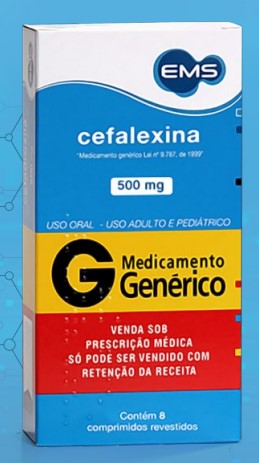 EMS
cefalexina
"Medicamento genérico Lei nº 9.787, de 1999"
500 mg
USO ORAL - USO ADULTO E PEDIÁTRICO
G Medicamento
Genérico
VENDA SOB
PRESCRIÇÃO MÉDICA
SÓ PODE SER VENDIDO COM
RETENÇÃO DA RECEITA
Contém 8
comprimidos revestidos